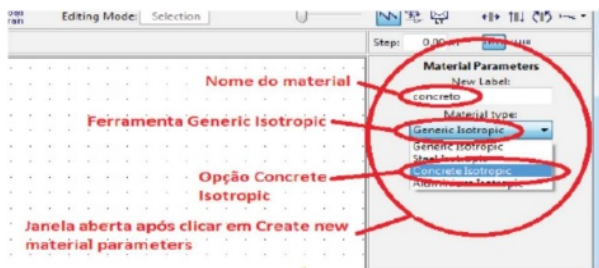 Editing Mode: Selection
Step: 0.00
Material Parameters
New Label:
Nome do material
concreto
Material type:
Ferramenta Generic Isotropic
Generic Isotropic
Generic Isotropic
Steel Isotropic
Opção Concrete
Concrete Isotropic
Isotropic
Aluminum Isotropic
Janela aberta após clicar em Create new
material parameters